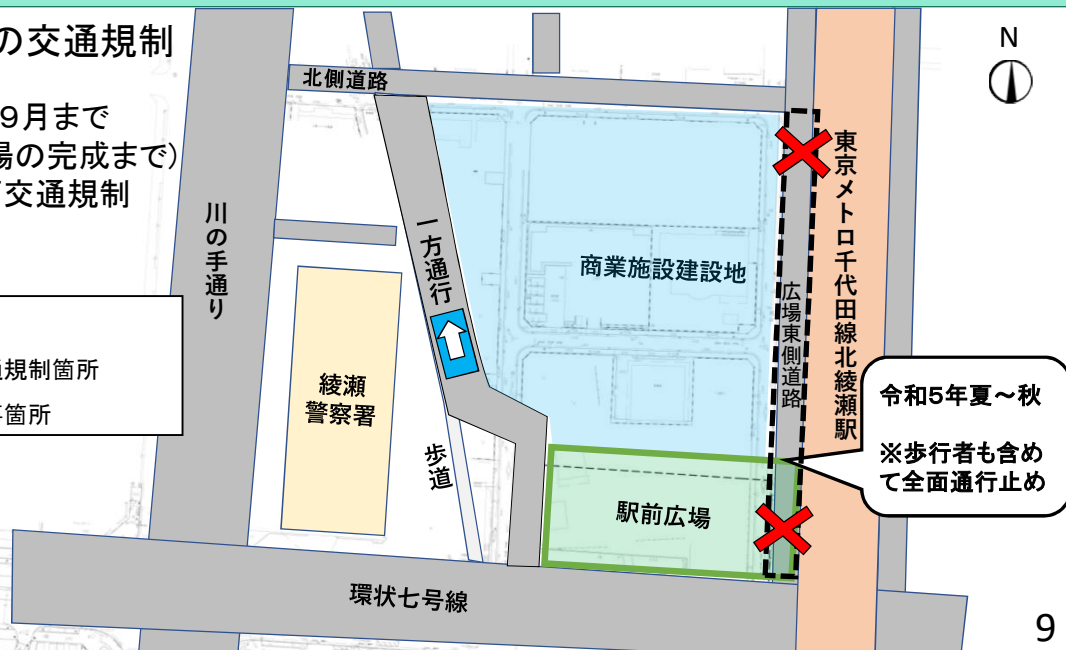 の交通規制
9月まで
場の完成まで)
交通規制
規制箇所
箇所
N
北側道路
川の手通り
一方通行
商業施設建設地
広場東側道路
東京メトロ千代田線北綾瀬駅
綾瀬
警察署
歩道
令和5年夏～秋
※歩行者も含め
て全面通行止め
駅前広場
環状七号線
9